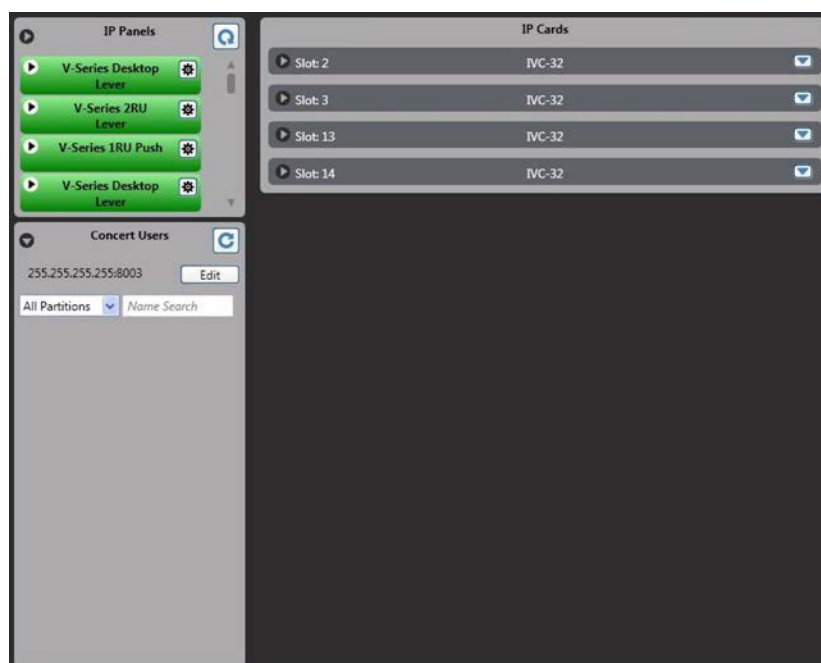 IP Panels
V-Series Desktop
Lever
V-Series 2RU
Lever
V-Series 1RU Push
V-Series Desktop
Lever
Concert Users
255.255.255.255:8003 Edit
All Partitions Name Search
IP Cards
Slot: 2 IVC-32
Slot: 3 IVC-32
Slot: 13 IVC-32
Slot: 14 IVC-32